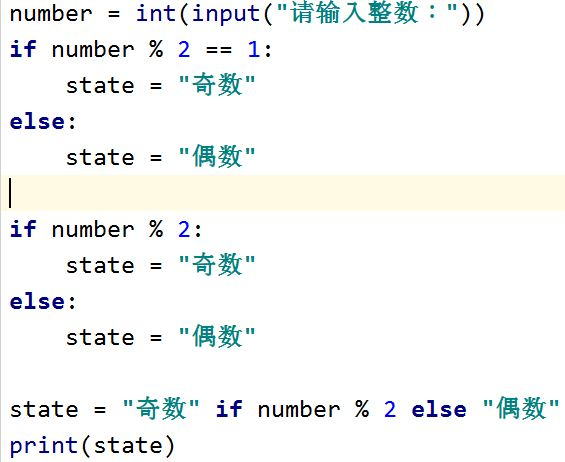 number = int(input("请输入整数："))
if number % 2 == 1:
    state = "奇数"
else:
    state = "偶数"

if number % 2:
    state = "奇数"
else:
    state = "偶数"

state = "奇数" if number % 2 else "偶数"
print(state)